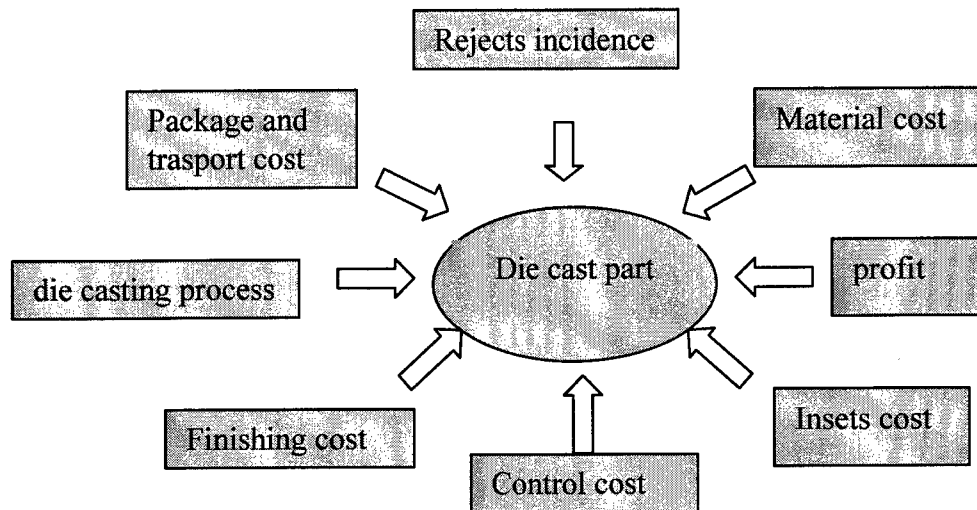 Rejects incidence
Package and
trasport cost
Material cost
die casting process
Die cast part
profit
Finishing cost
Control cost
Insets cost